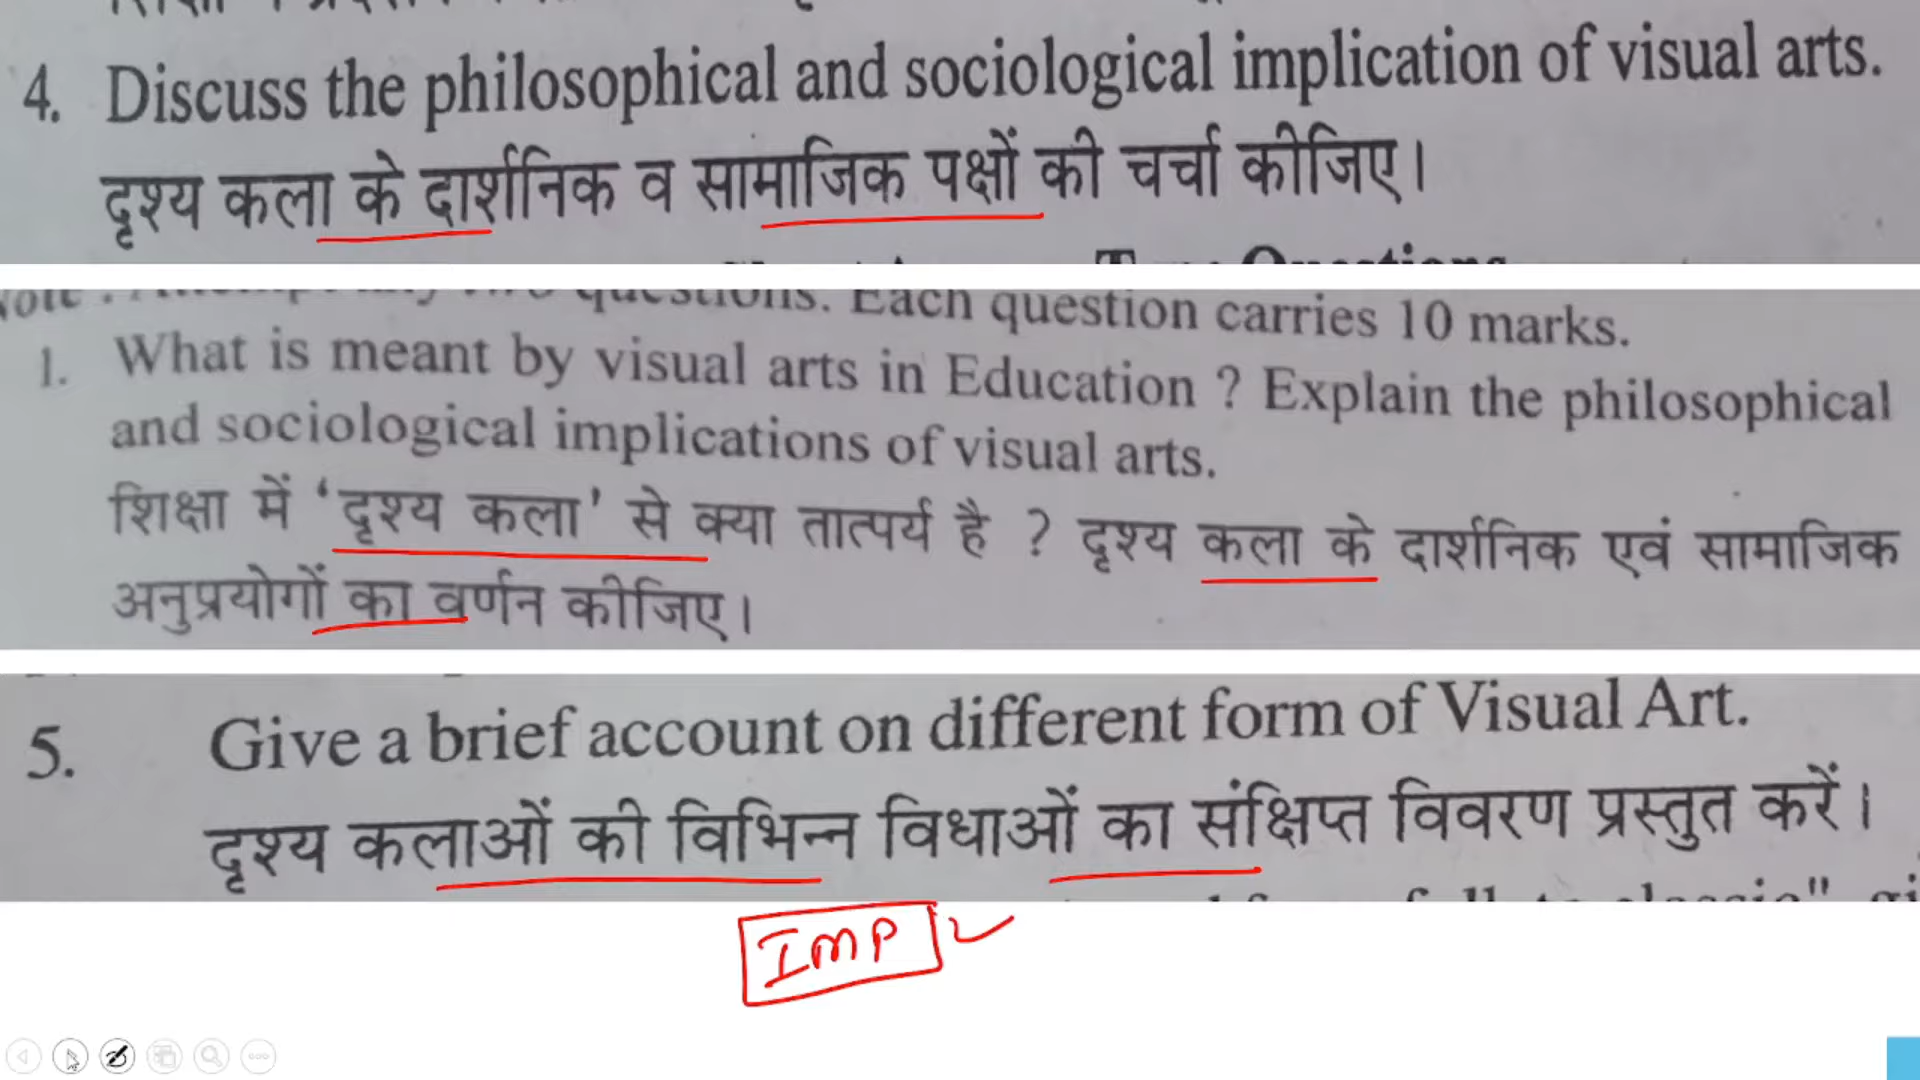 4. Discuss the philosophical and sociological implication of visual arts.
दृश्य कला के दार्शनिक व सामाजिक पक्षों की चर्चा कीजिए।
questions. Each question carries 10 marks.
1. What is meant by visual arts in Education ? Explain the philosophical
and sociological implications of visual arts.
शिक्षा में ‘दृश्य कला’ से क्या तात्पर्य है ? दृश्य कला के दार्शनिक एवं सामाजिक
अनुप्रयोगों का वर्णन कीजिए।
5. Give a brief account on different form of Visual Art.
दृश्य कलाओं की विभिन्न विधाओं का संक्षिप्त विवरण प्रस्तुत करें।
IMP